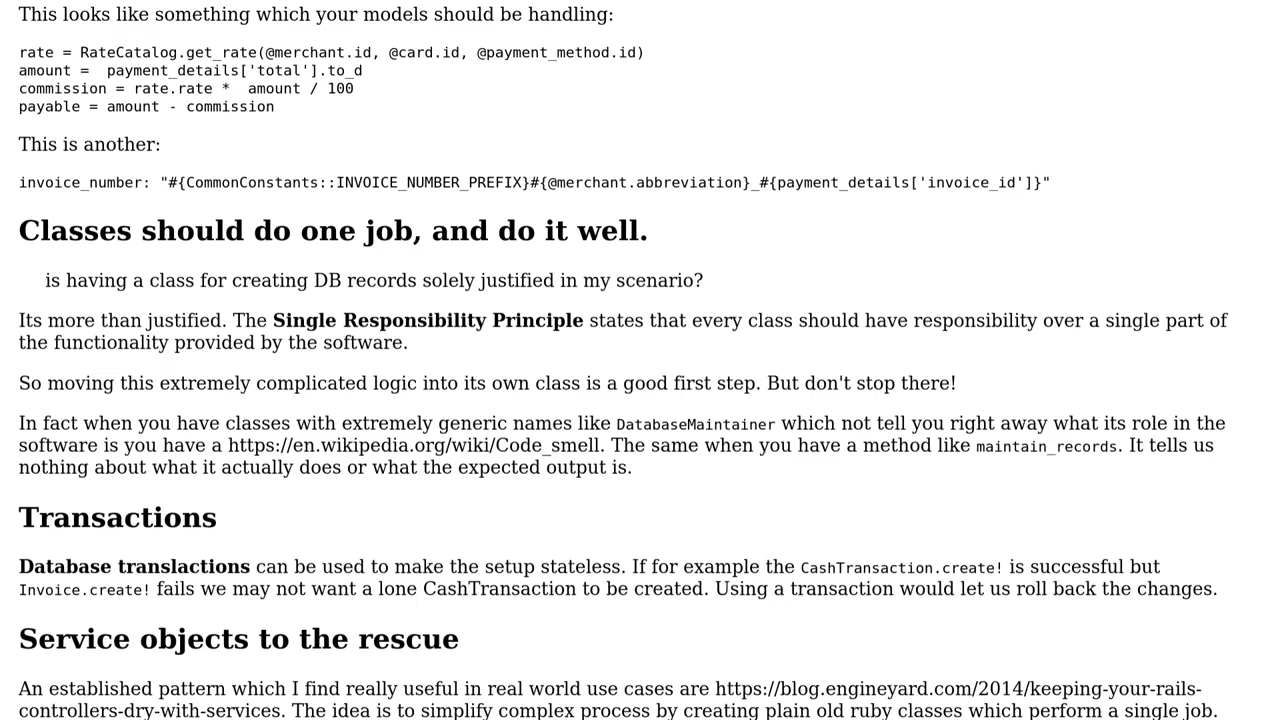 This looks like something which your models should be handling:
rate = RateCatalog.get_rate(@merchant.id, @card.id, @payment_method.id)
amount =  payment_details['total'].to_d
commission = rate.rate *  amount / 100
payable = amount - commission
This is another:
invoice_number: "#{CommonConstants::INVOICE_NUMBER_PREFIX}#{@merchant.abbreviation}_#{payment_details['invoice_id']}"
Classes should do one job, and do it well.
is having a class for creating DB records solely justified in my scenario?
Its more than justified. The Single Responsibility Principle states that every class should have responsibility over a single part of
the functionality provided by the software.
So moving this extremely complicated logic into its own class is a good first step. But don't stop there!
In fact when you have classes with extremely generic names like DatabaseMaintainer which not tell you right away what its role in the
software is you have a https://en.wikipedia.org/wiki/Code_smell. The same when you have a method like maintain_records. It tells us
nothing about what it actually does or what the expected output is.
Transactions
Database translactions can be used to make the setup stateless. If for example the CashTransaction.create! is successful but
Invoice.create! fails we may not want a lone CashTransaction to be created. Using a transaction would let us roll back the changes.
Service objects to the rescue
An established pattern which I find really useful in real world use cases are https://blog.engineyard.com/2014/keeping-your-rails-
controllers-dry-with-services. The idea is to simplify complex process by creating plain old ruby classes which perform a single job.